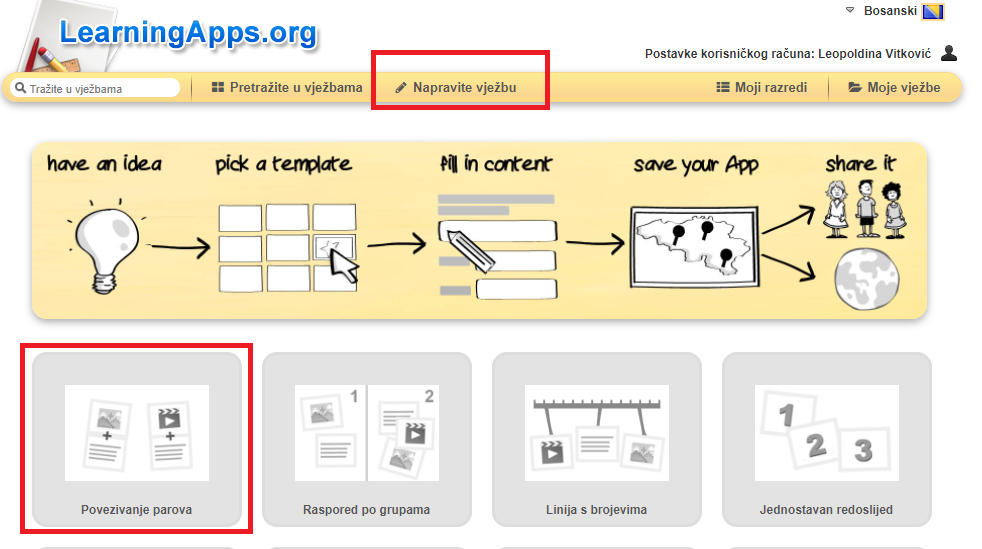 LearningApps.org
Bosanski
Postavke korisničkog računa: Leopoldina Vitković
Tražite u vježbama
Pretražite u vježbama
Napravite vježbu
Moji razredi
Moje vježbe
have an idea
pick a template
fill in content
save your App
share it
1
2
1
2
3
Povezivanje parova
Raspored po grupama
Linija s brojevima
Jednostavan redoslijed